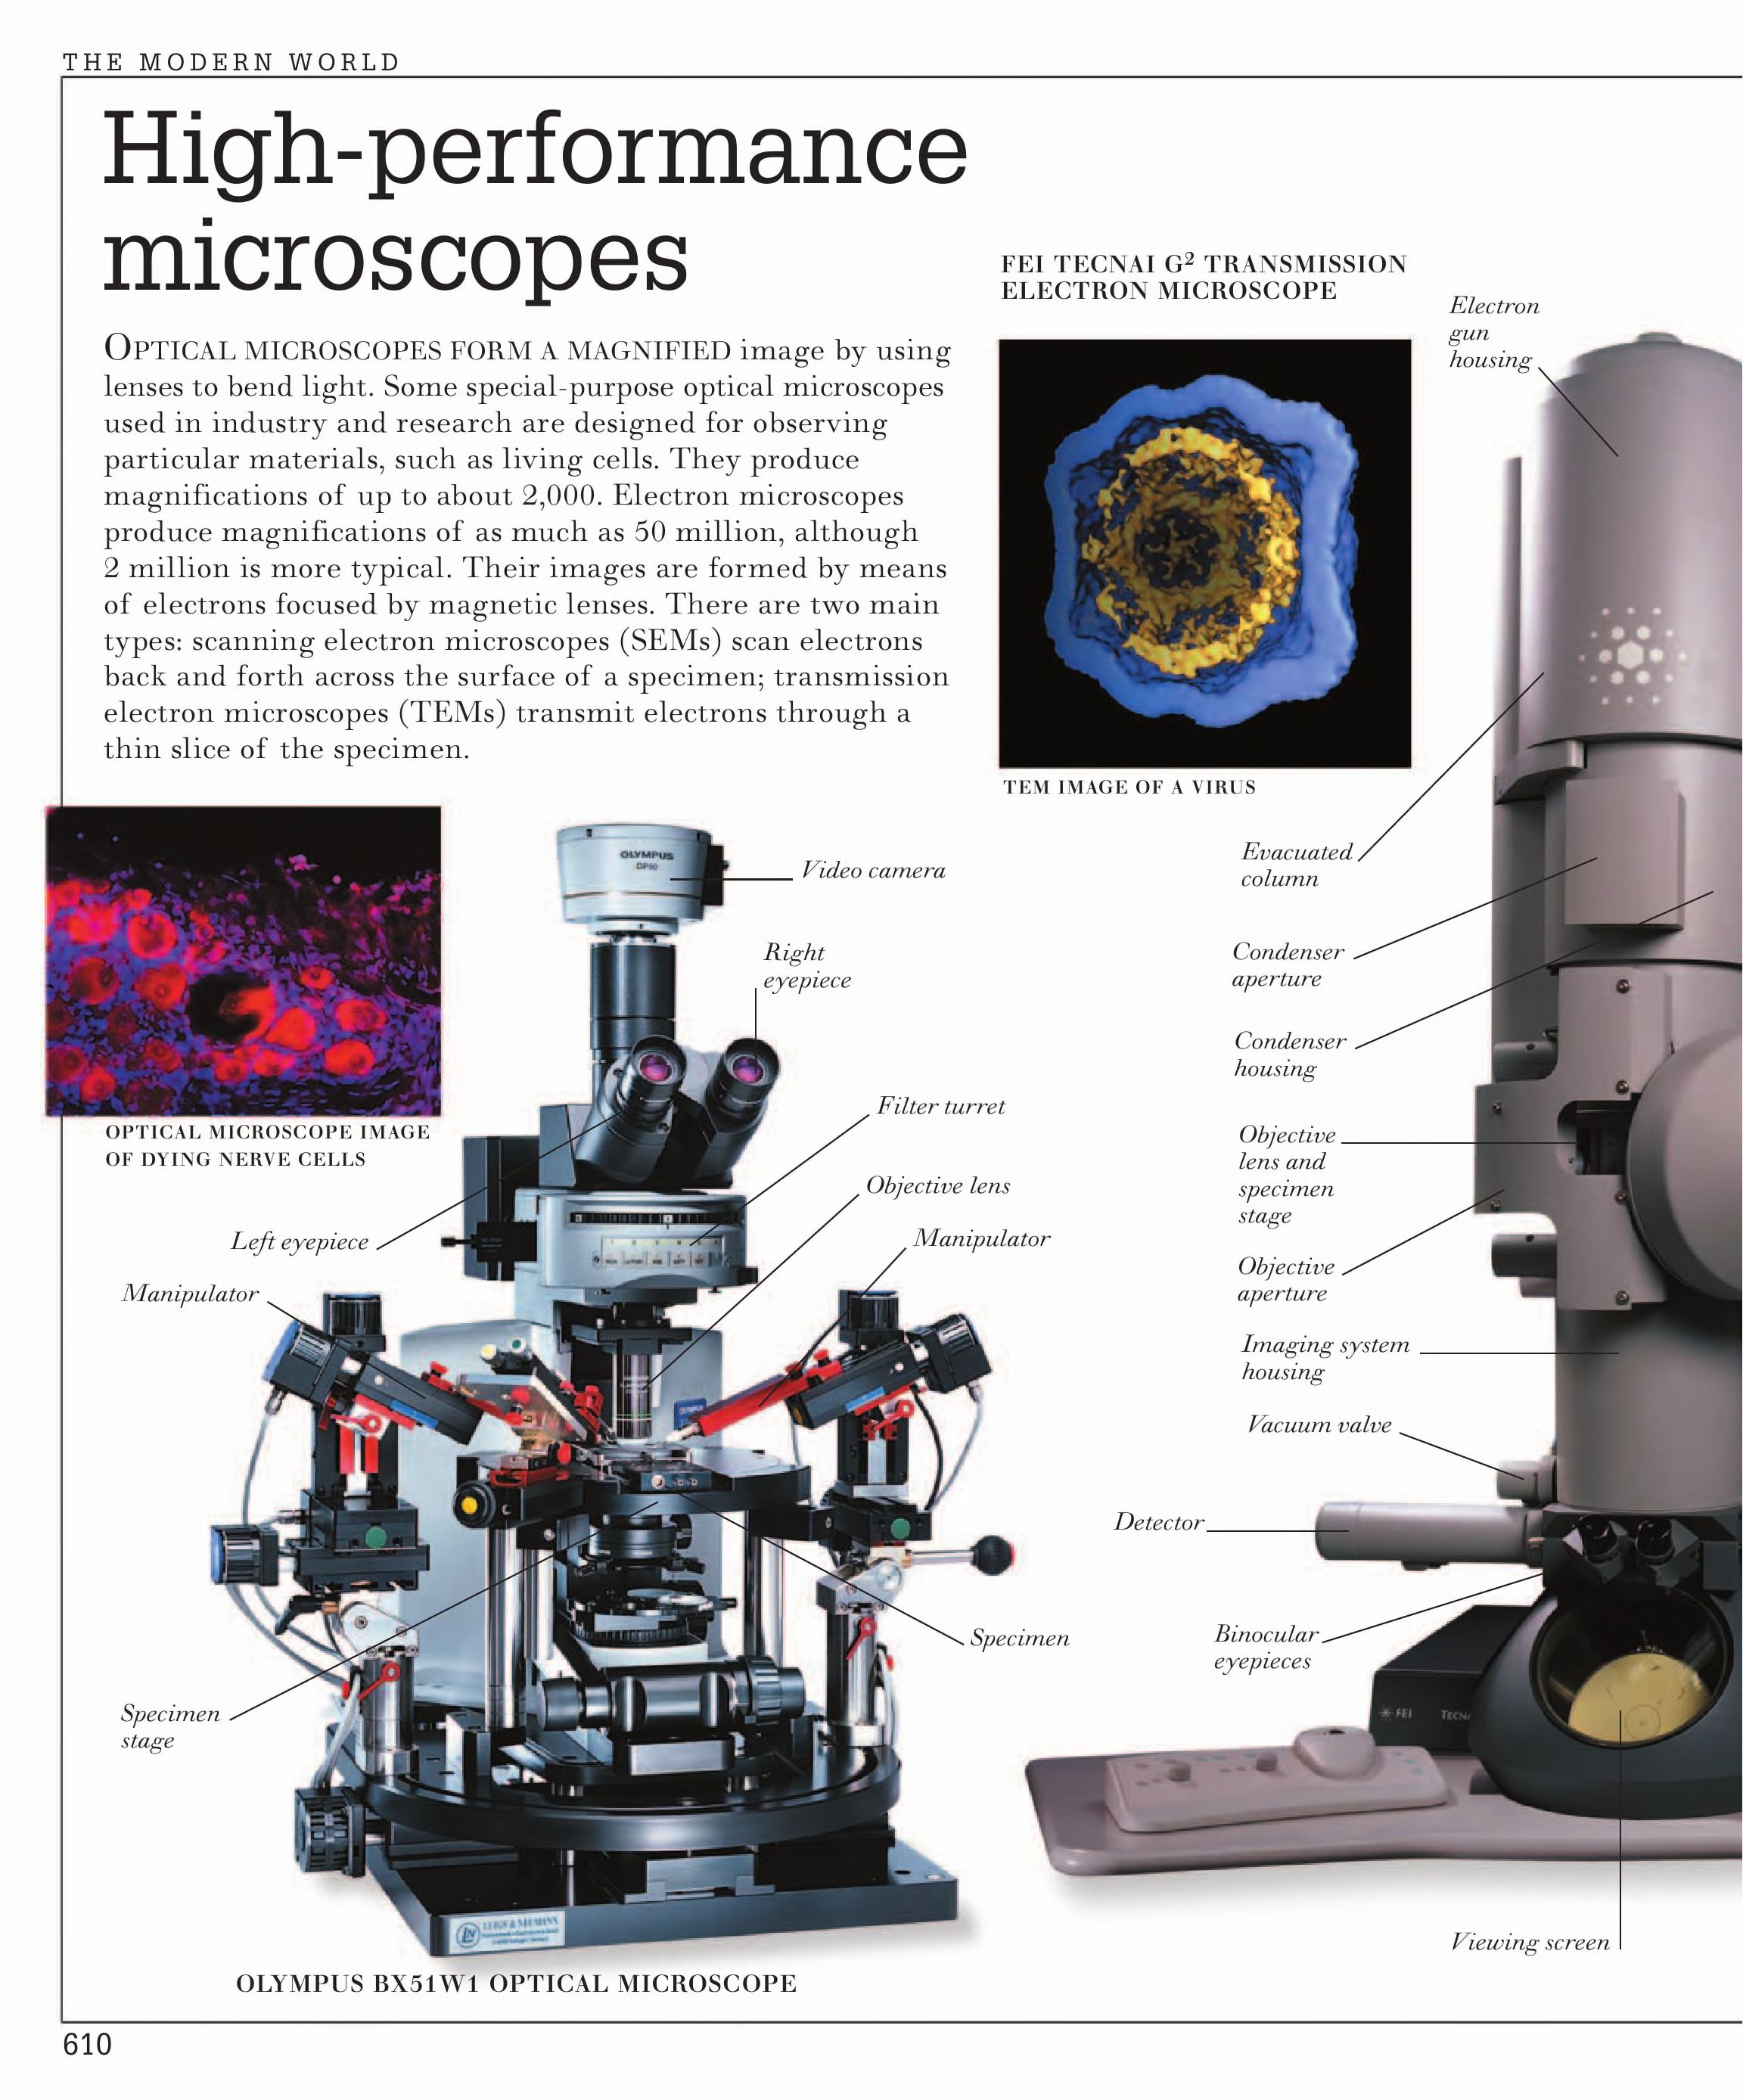 THE MODERN WORLD
High-performance
microscopes
OPTICAL MICROSCOPES FORM A MAGNIFIED image by using
lenses to bend light. Some special-purpose optical microscopes
used in industry and research are designed for observing
particular materials, such as living cells. They produce
magnifications of up to about 2,000. Electron microscopes
produce magnifications of as much as 50 million, although
2 million is more typical. Their images are formed by means
of electrons focused by magnetic lenses. There are two main
types: scanning electron microscopes (SEMs) scan electrons
back and forth across the surface of a specimen; transmission
electron microscopes (TEMs) transmit electrons through a
thin slice of the specimen.
FEI TECNAI G² TRANSMISSION
ELECTRON MICROSCOPE
Electron
gun
housing
TEM IMAGE OF A VIRUS
OLYMPUS
DP50
Video camera
Right
eyepiece
OPTICAL MICROSCOPE IMAGE
OF DYING NERVE CELLS
Filter turret
Objective lens
Manipulator
Left eyepiece
Manipulator
Specimen
Specimen
stage
LEIGS & NEUMANN
OLYMPUS BX51W1 OPTICAL MICROSCOPE
Evacuated
column
Condenser
aperture
Condenser
housing
Objective
lens and
specimen
stage
Objective
aperture
Imaging system
housing
Vacuum valve
Detector
Binocular
eyepieces
FEI TECNA
Viewing screen
610